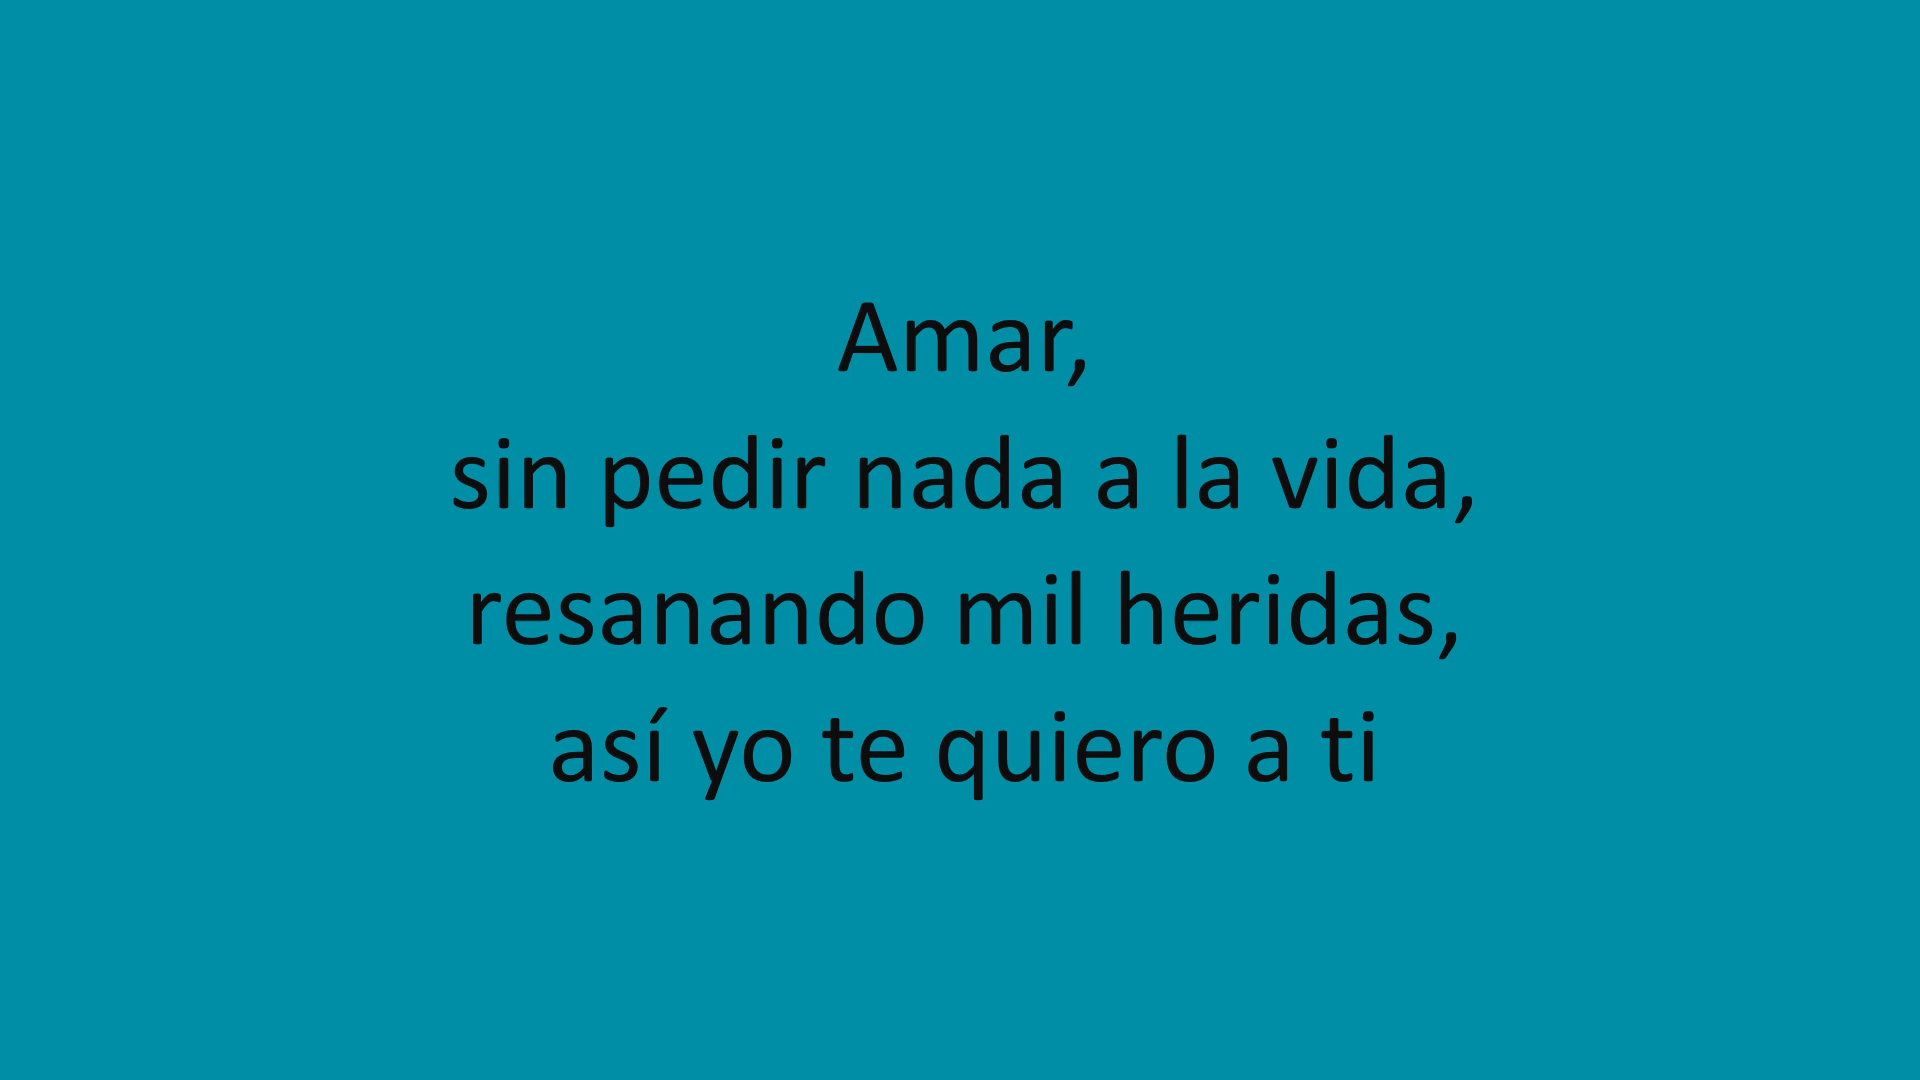 Amar,
sin pedir nada a la vida,
resanando mil heridas,
así yo te quiero a ti